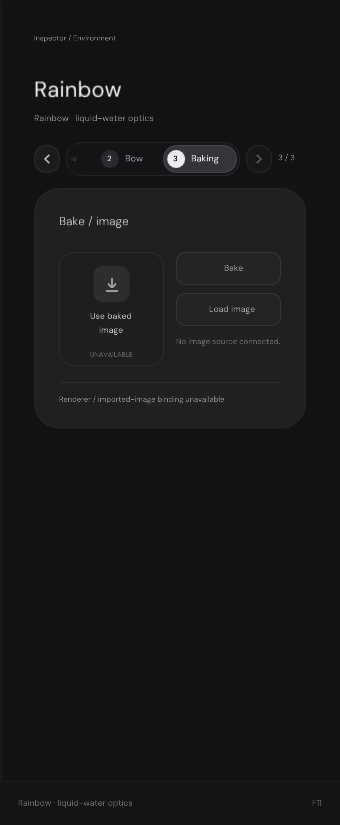 Inspector / Environment
Rainbow
Rainbow · liquid-water optics
2 Bow 3 Baking 3 / 3
Bake / image
Use baked
image
UNAVAILABLE
Bake
Load image
No image source connected.
Renderer / imported-image binding unavailable
Rainbow · liquid-water optics F11